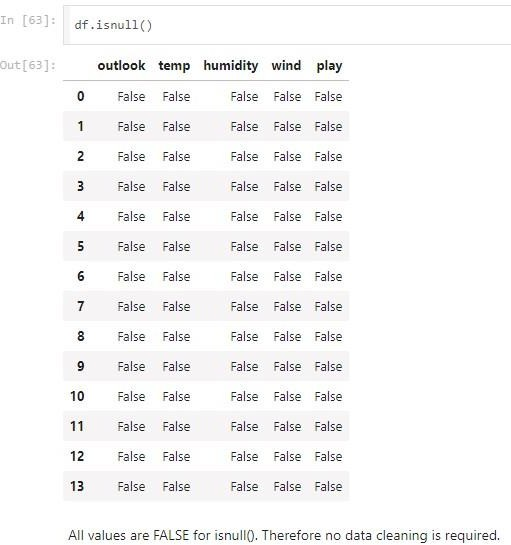 In [63]: df.isnull()
Out[63]:
outlook temp humidity wind play
0 False False False False False
1 False False False False False
2 False False False False False
3 False False False False False
4 False False False False False
5 False False False False False
6 False False False False False
7 False False False False False
8 False False False False False
9 False False False False False
10 False False False False False
11 False False False False False
12 False False False False False
13 False False False False False
All values are FALSE for isnull(). Therefore no data cleaning is required.